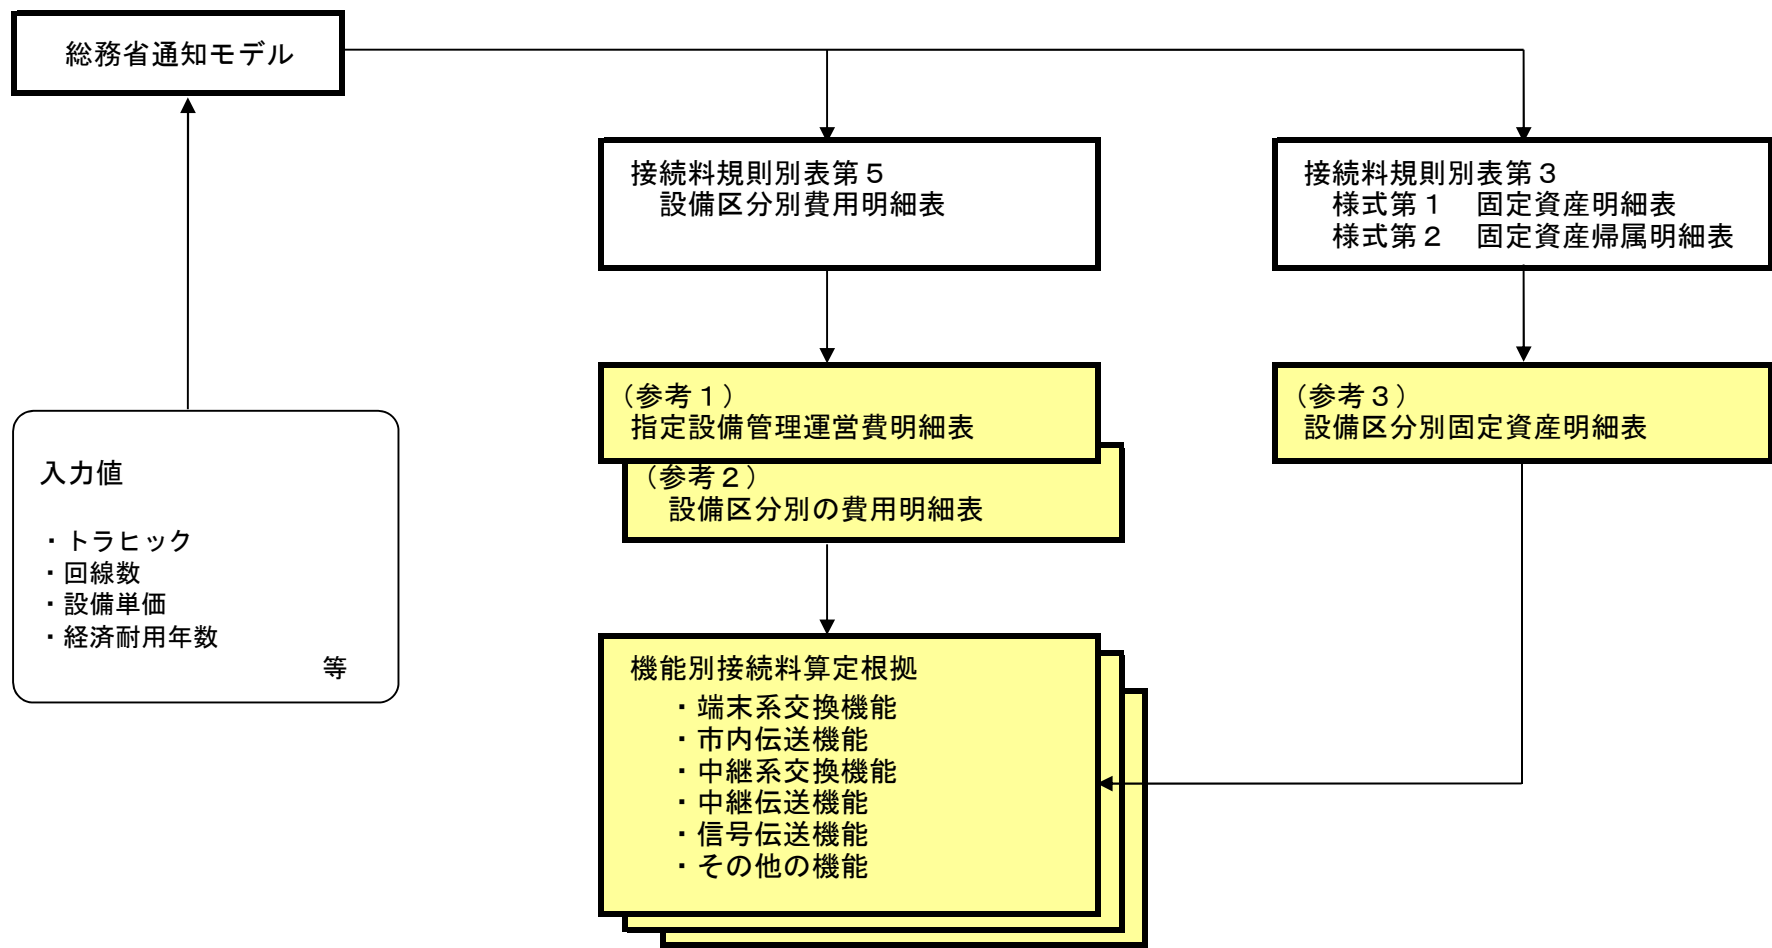 総務省通知モデル
接続料規則別表第５
設備区分別費用明細表
接続料規則別表第３
様式第１　固定資産明細表
様式第２　固定資産帰属明細表
（参考１）
指定設備管理運営費明細表
（参考２）
設備区分別の費用明細表
（参考３）
設備区分別固定資産明細表
入力値
・トラヒック
・回線数
・設備単価
・経済耐用年数
等
機能別接続料算定根拠
・端末系交換機能
・市内伝送機能
・中継系交換機能
・中継伝送機能
・信号伝送機能
・その他の機能